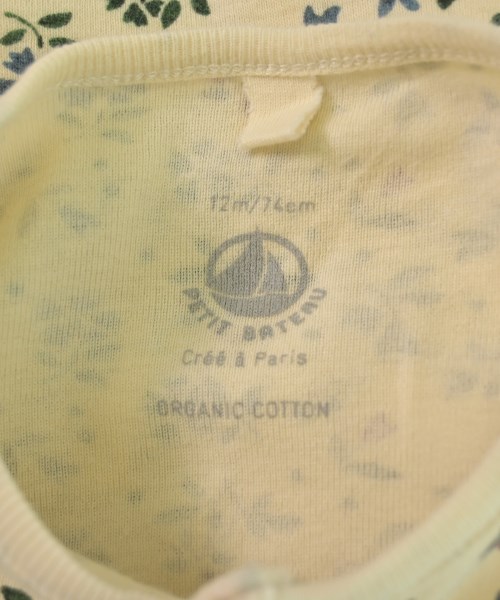 12m/74cm
PETIT BATEAU
Créé à Paris
ORGANIC COTTON